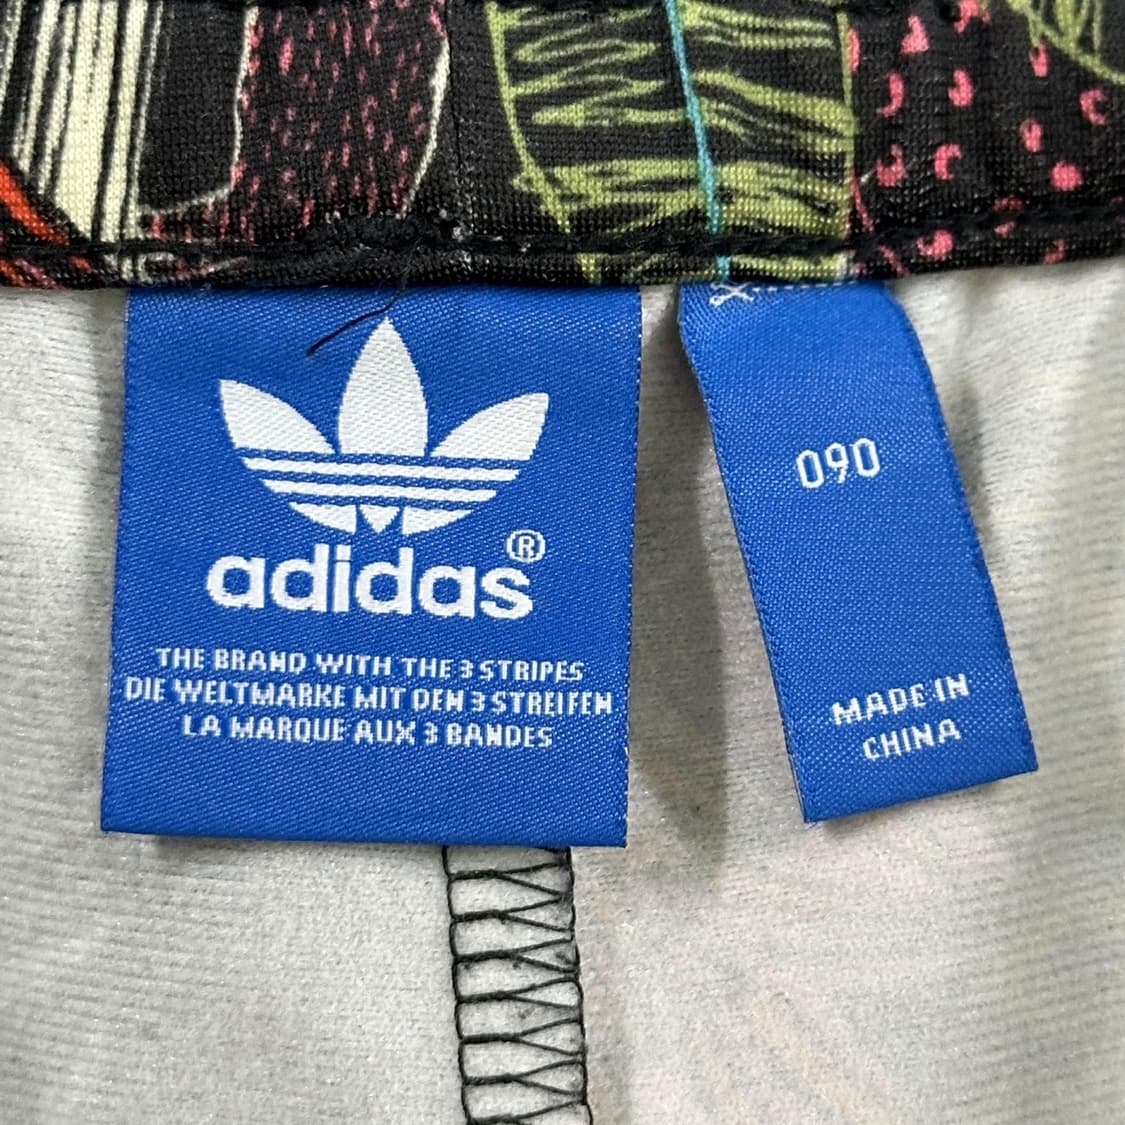 adidas®
THE BRAND WITH THE 3 STRIPES
DIE WELTMARKE MIT DEN 3 STREIFEN
LA MARQUE AUX 3 BANDES
090
MADE IN
CHINA